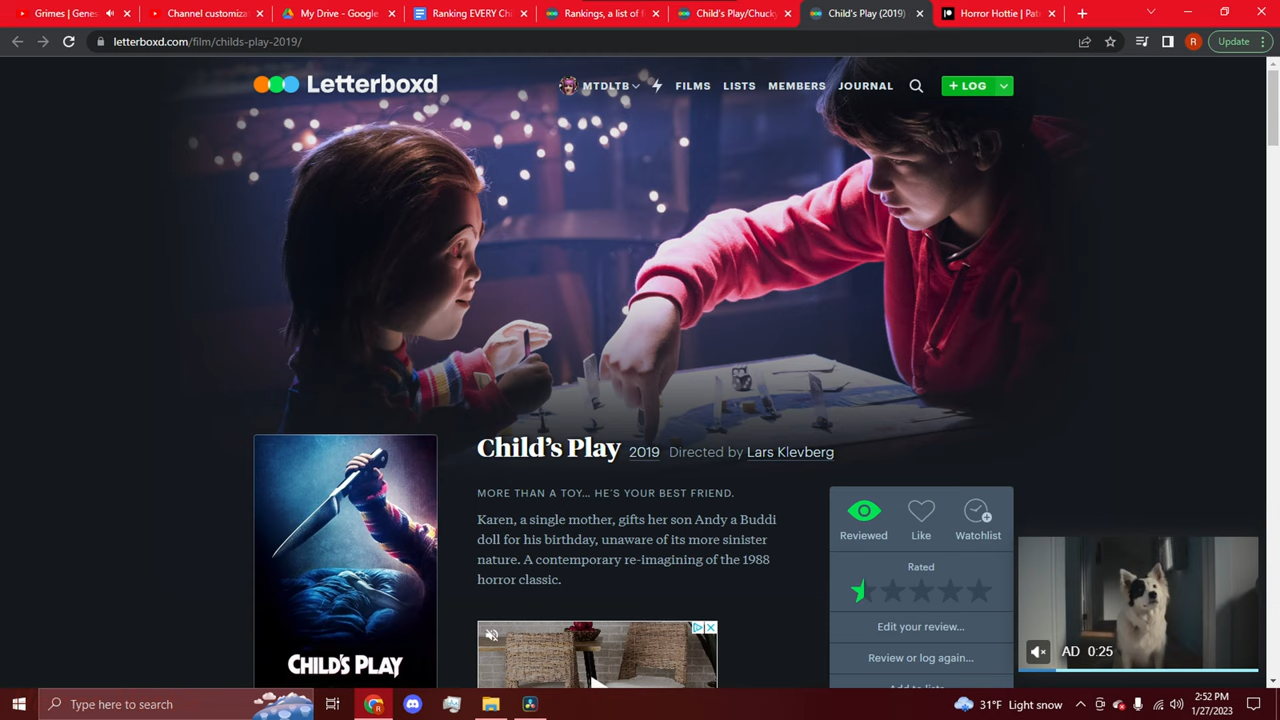 Grimes | Genes
Channel customiza
My Drive - Google
Ranking EVERY Chi
Rankings, a list of f
Child's Play/Chucky
Child's Play (2019)
Horror Hottie | Pat
letterboxd.com/film/childs-play-2019/
R
Update
Letterboxd
MTDLTB
FILMS
LISTS
MEMBERS
JOURNAL
+ LOG
Child's Play 2019 Directed by Lars Klevberg
MORE THAN A TOY… HE'S YOUR BEST FRIEND.
Karen, a single mother, gifts her son Andy a Buddi
doll for his birthday, unaware of its more sinister
nature. A contemporary re-imagining of the 1988
horror classic.
CHILD'S PLAY
Reviewed
Like
Watchlist
Rated
Edit your review…
Review or log again…
Add to lists
AD 0:25
Type here to search
31°F Light snow
2:52 PM
1/27/2023